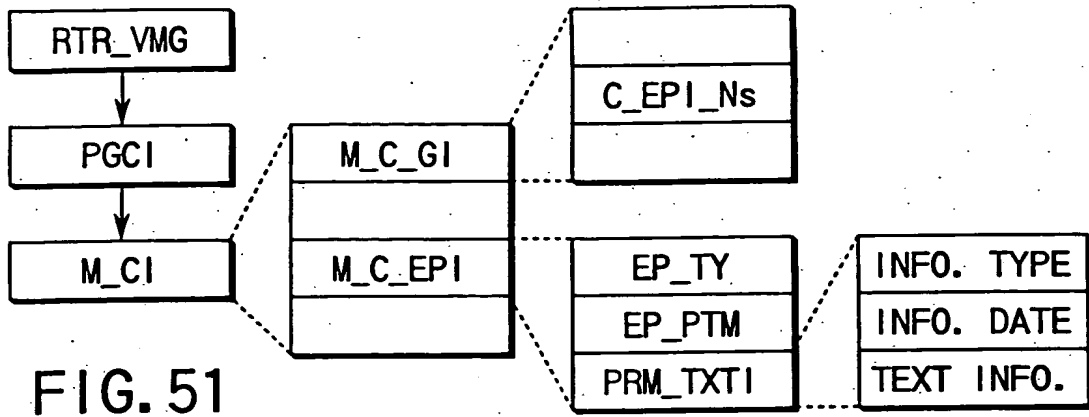 RTR_VMG
PGCI
M_CI
M_C_GI
M_C_EPI
C_EPI_Ns
EP_TY
EP_PTM
PRM_TXTI
INFO. TYPE
INFO. DATE
TEXT INFO.
FIG. 51